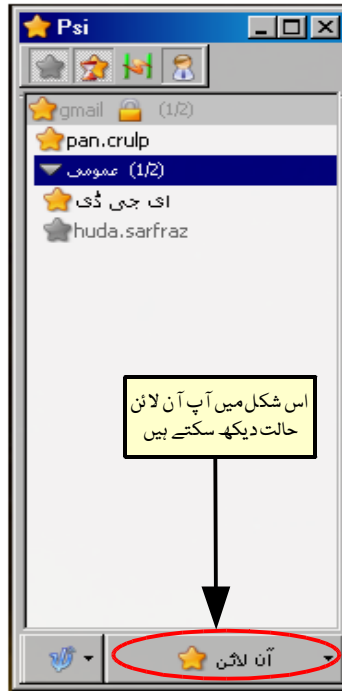 Psi
gmail (1/2)
pan.crulp
عمومی (1/2)
ای جی ڈی
huda.sarfraz
اس شکل میں آپ آن لائن
حالت دیکھ سکتے ہیں
آن لائن